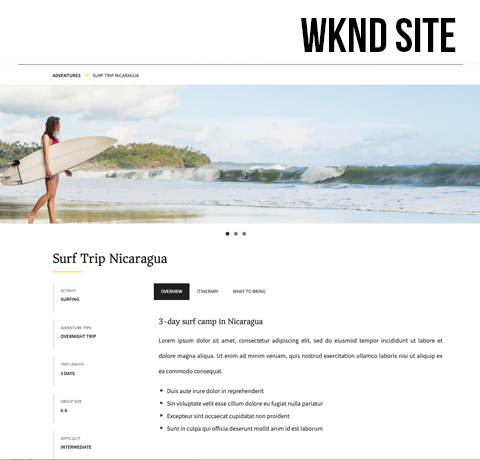 WKND SITE
ADVENTURES SURF TRIP NICARAGUA
Surf Trip Nicaragua
ACTIVITY
SURFING
ADVENTURE TYPE
OVERNIGHT TRIP
TRIP LENGTH
3 DAYS
GROUP SIZE
6-8
DIFFICULTY
INTERMEDIATE
OVERVIEW ITINERARY WHAT TO BRING
3-day surf camp in Nicaragua
Lorem ipsum dolor sit amet, consectetur adipiscing elit, sed do eiusmod tempor incididunt ut labore et
dolore magna aliqua. Ut enim ad minim veniam, quis nostrud exercitation ullamco laboris nisi ut aliquip ex
ea commodo consequat.
Duis aute irure dolor in reprehenderit
Sin voluptate velit esse cillum dolore eu fugiat nulla pariatur
Excepteur sint occaecat cupidatat non proident
Sunt in culpa qui officia deserunt mollit anim id est laborum